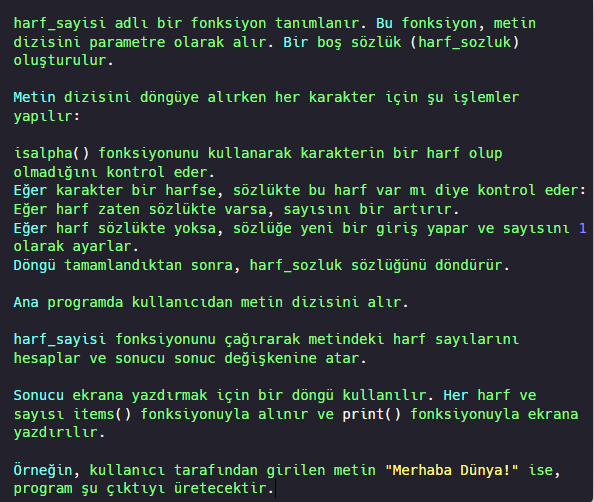 harf_sayisi adlı bir fonksiyon tanımlanır. Bu fonksiyon, metin
dizisini parametre olarak alır. Bir boş sözlük (harf_sozluk)
oluşturulur.
Metin dizisini döngüye alırken her karakter için şu işlemler
yapılır:
isalpha() fonksiyonunu kullanarak karakterin bir harf olup
olmadığını kontrol eder.
Eğer karakter bir harfse, sözlükte bu harf var mı diye kontrol eder:
Eğer harf zaten sözlükte varsa, sayısını bir artırır.
Eğer harf sözlükte yoksa, sözlüğe yeni bir giriş yapar ve sayısını 1
olarak ayarlar.
Döngü tamamlandıktan sonra, harf_sozluk sözlüğünü döndürür.
Ana programda kullanıcıdan metin dizisini alır.
harf_sayisi fonksiyonunu çağırarak metindeki harf sayılarını
hesaplar ve sonucu sonuc değişkenine atar.
Sonucu ekrana yazdırmak için bir döngü kullanılır. Her harf ve
sayısı items() fonksiyonuyla alınır ve print() fonksiyonuyla ekrana
yazdırılır.
Örneğin, kullanıcı tarafından girilen metin "Merhaba Dünya!" ise,
program şu çıktıyı üretecektir.